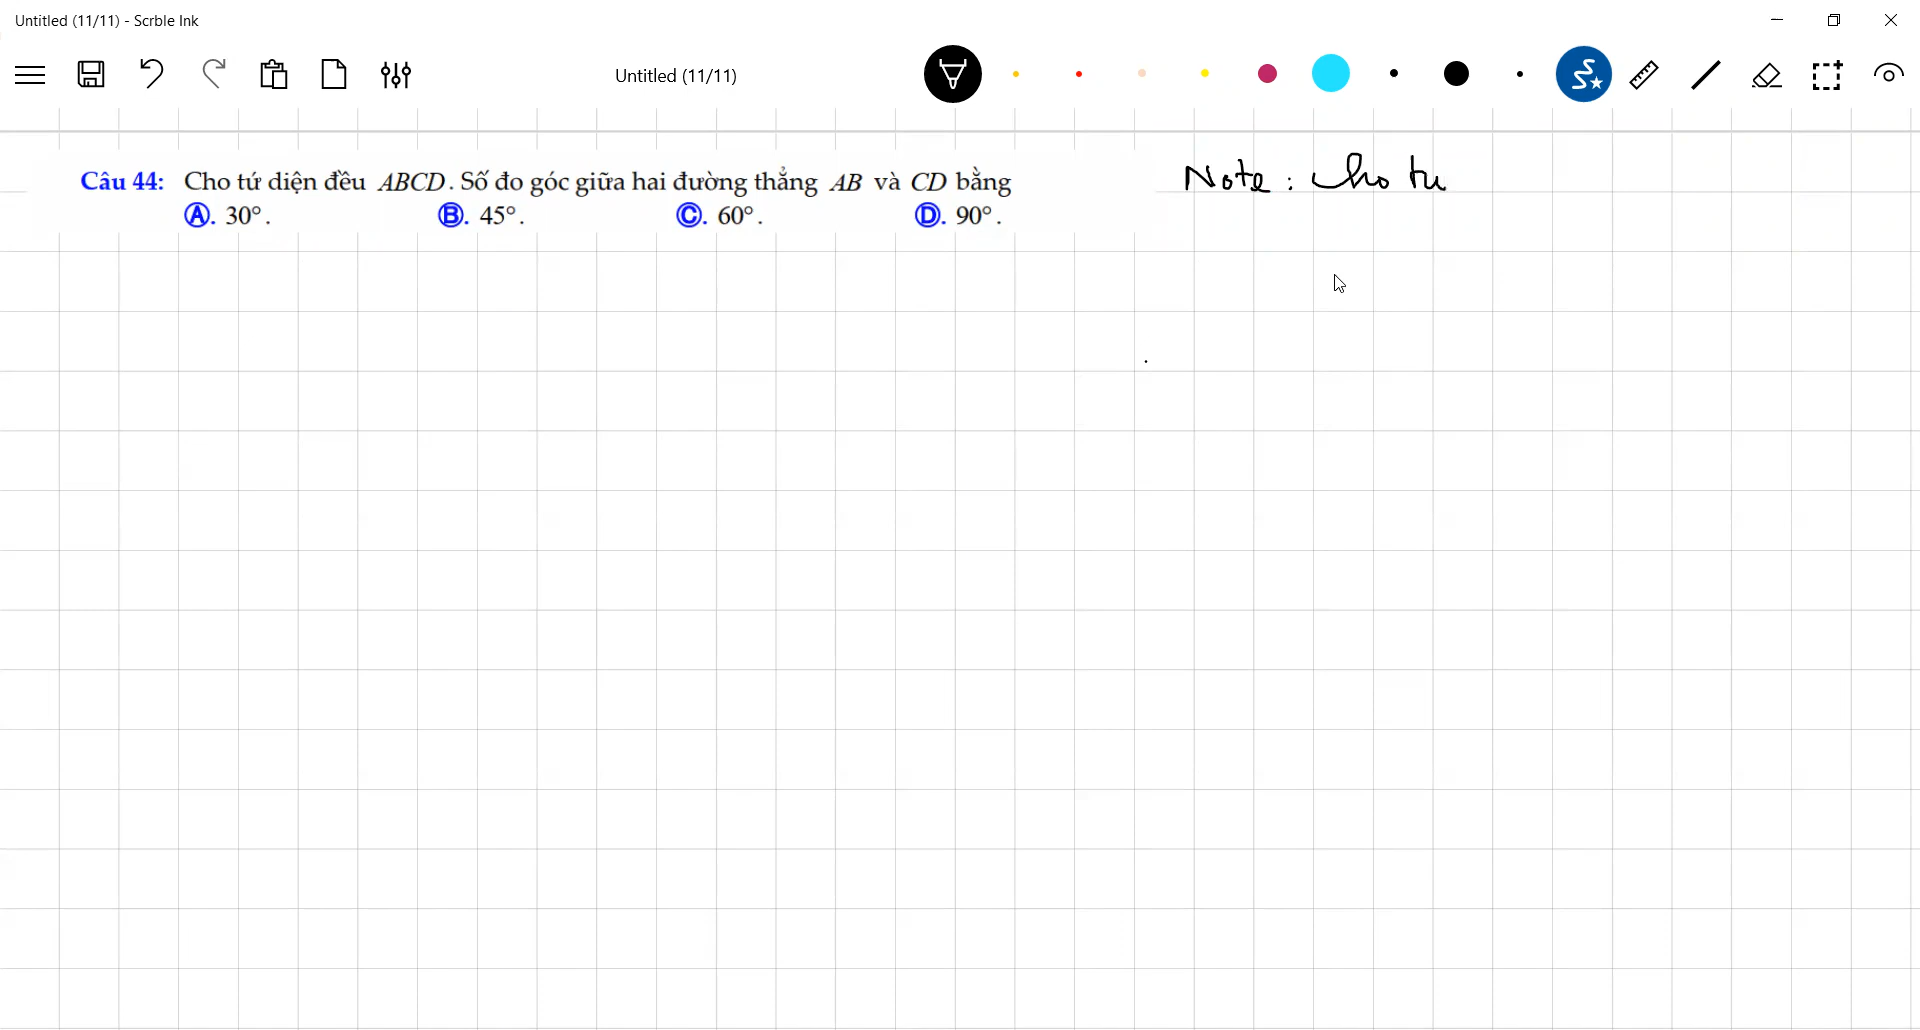 Untitled (11/11) - Scrble Ink
Untitled (11/11)
Câu 44: Cho tứ diện đều ABCD. Số đo góc giữa hai đường thẳng AB và CD bằng
A. 30°. B. 45°. C. 60°. D. 90°.
Note: Cho tu